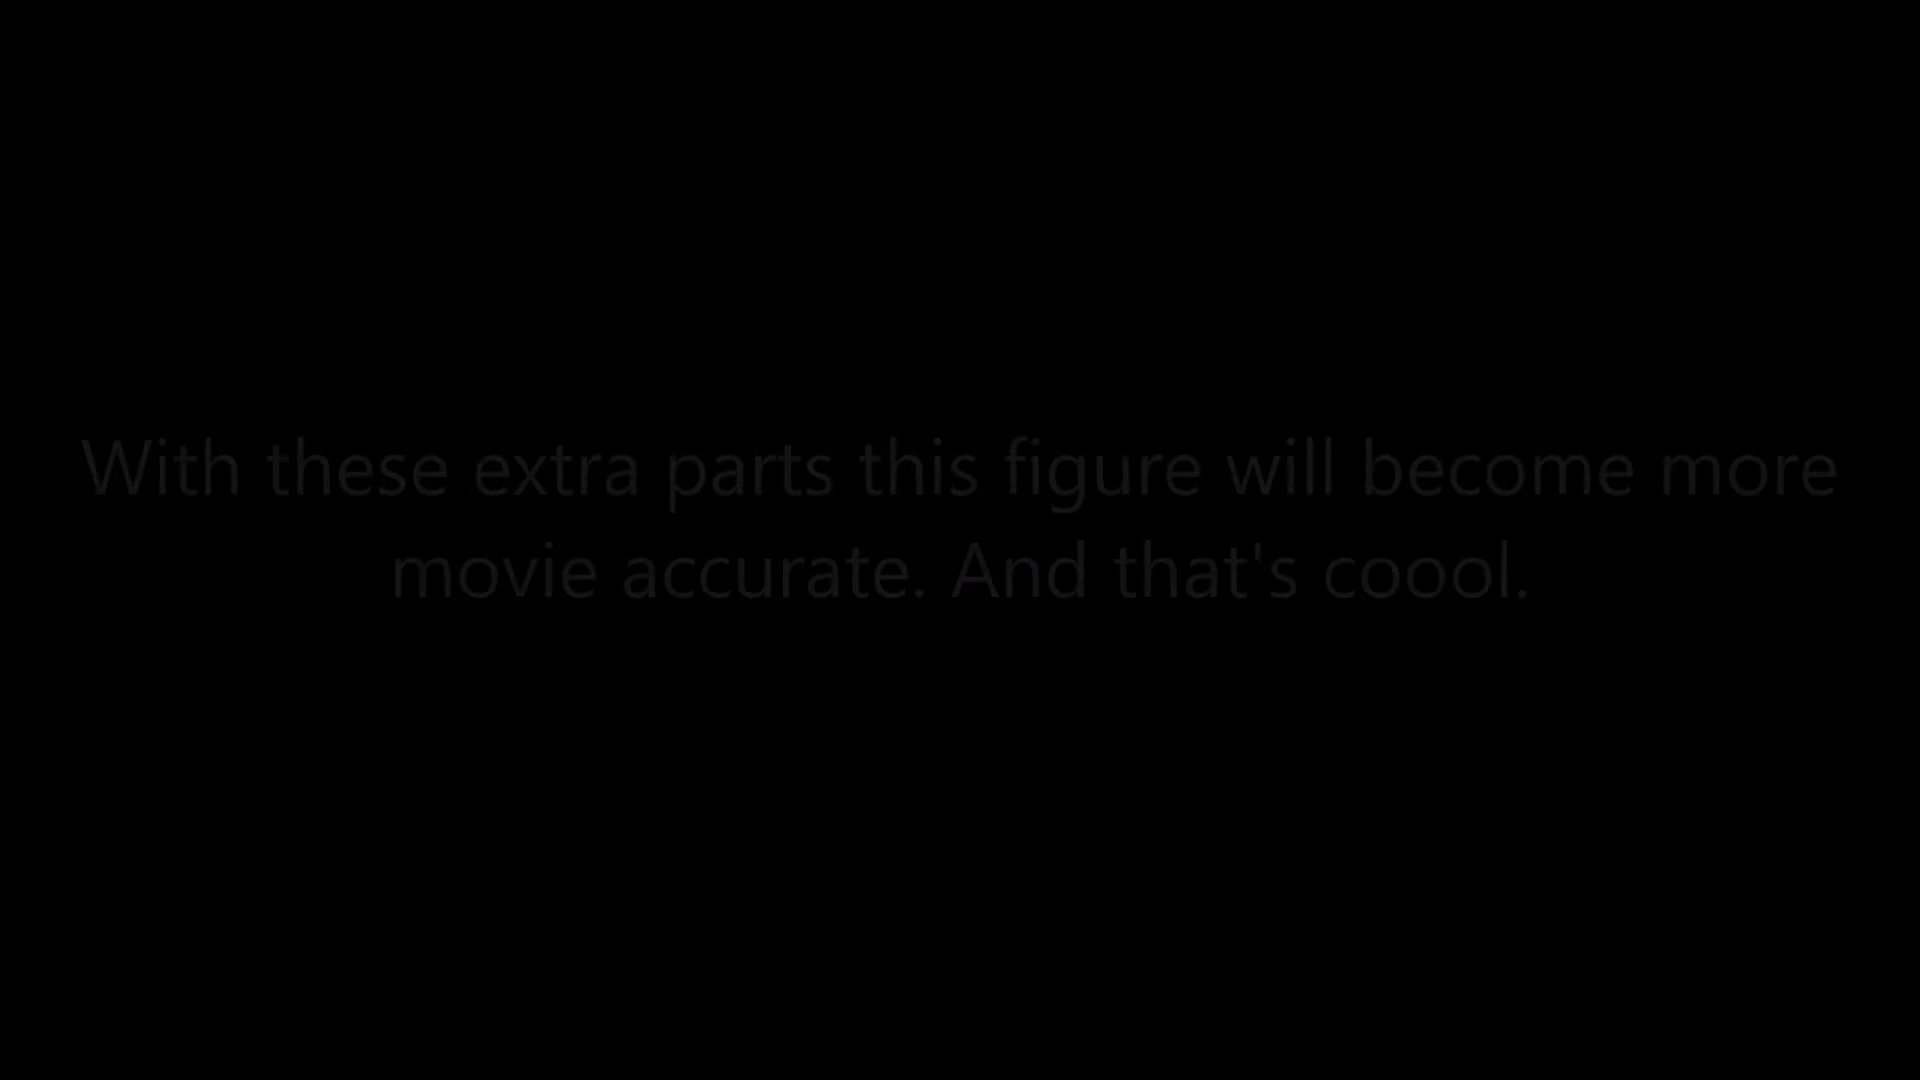 With these extra parts this figure will become more
movie accurate. And that's coool.